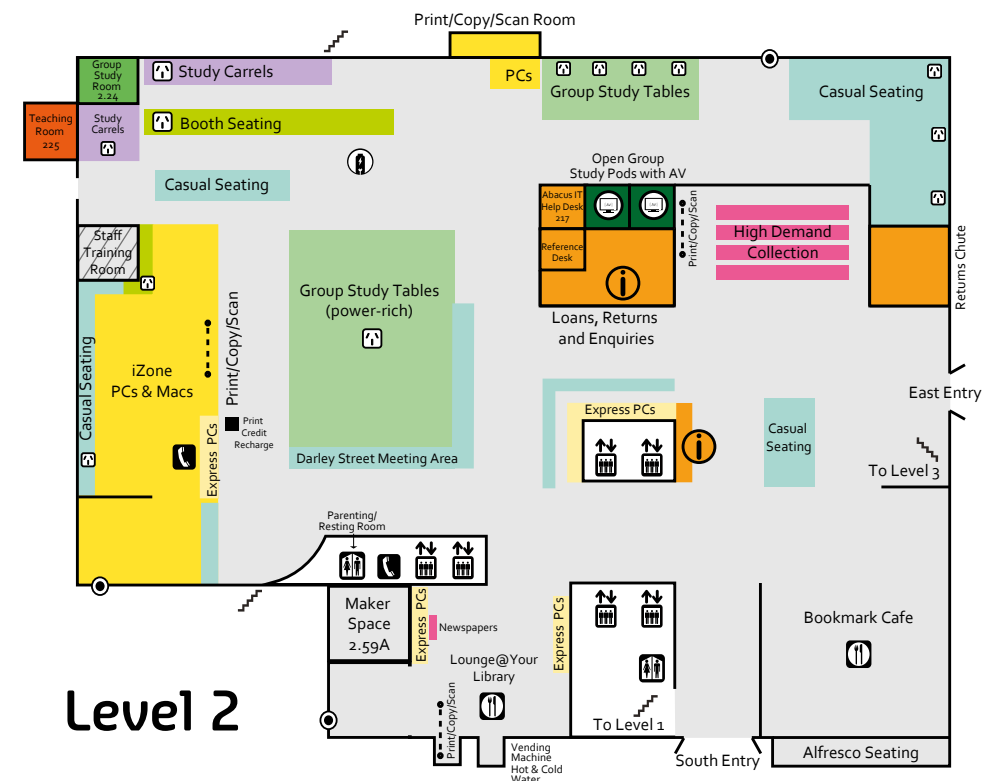 Print/Copy/Scan Room
Group
Study
Room
2.24
Study Carrels
PCs
Group Study Tables
Casual Seating
Teaching
Room
225
Study
Carrels
Booth Seating
Casual Seating
Open Group
Study Pods with AV
Abacus IT
Help Desk
217
Reference
Desk
Print/Copy/Scan
High Demand
Collection
Returns Chute
Loans, Returns
and Enquiries
Staff
Training
Room
Casual Seating
iZone
PCs & Macs
Print/Copy/Scan
Print
Credit
Recharge
Express PCs
Group Study Tables
(power-rich)
Darley Street Meeting Area
Express PCs
Casual
Seating
East Entry
To Level 3
Parenting/
Resting Room
Maker
Space
2.59A
Express PCs
Newspapers
Lounge@Your
Library
Express PCs
Print/Copy/Scan
Vending
Machine
Hot & Cold
Water
To Level 1
South Entry
Bookmark Cafe
Alfresco Seating
Level 2